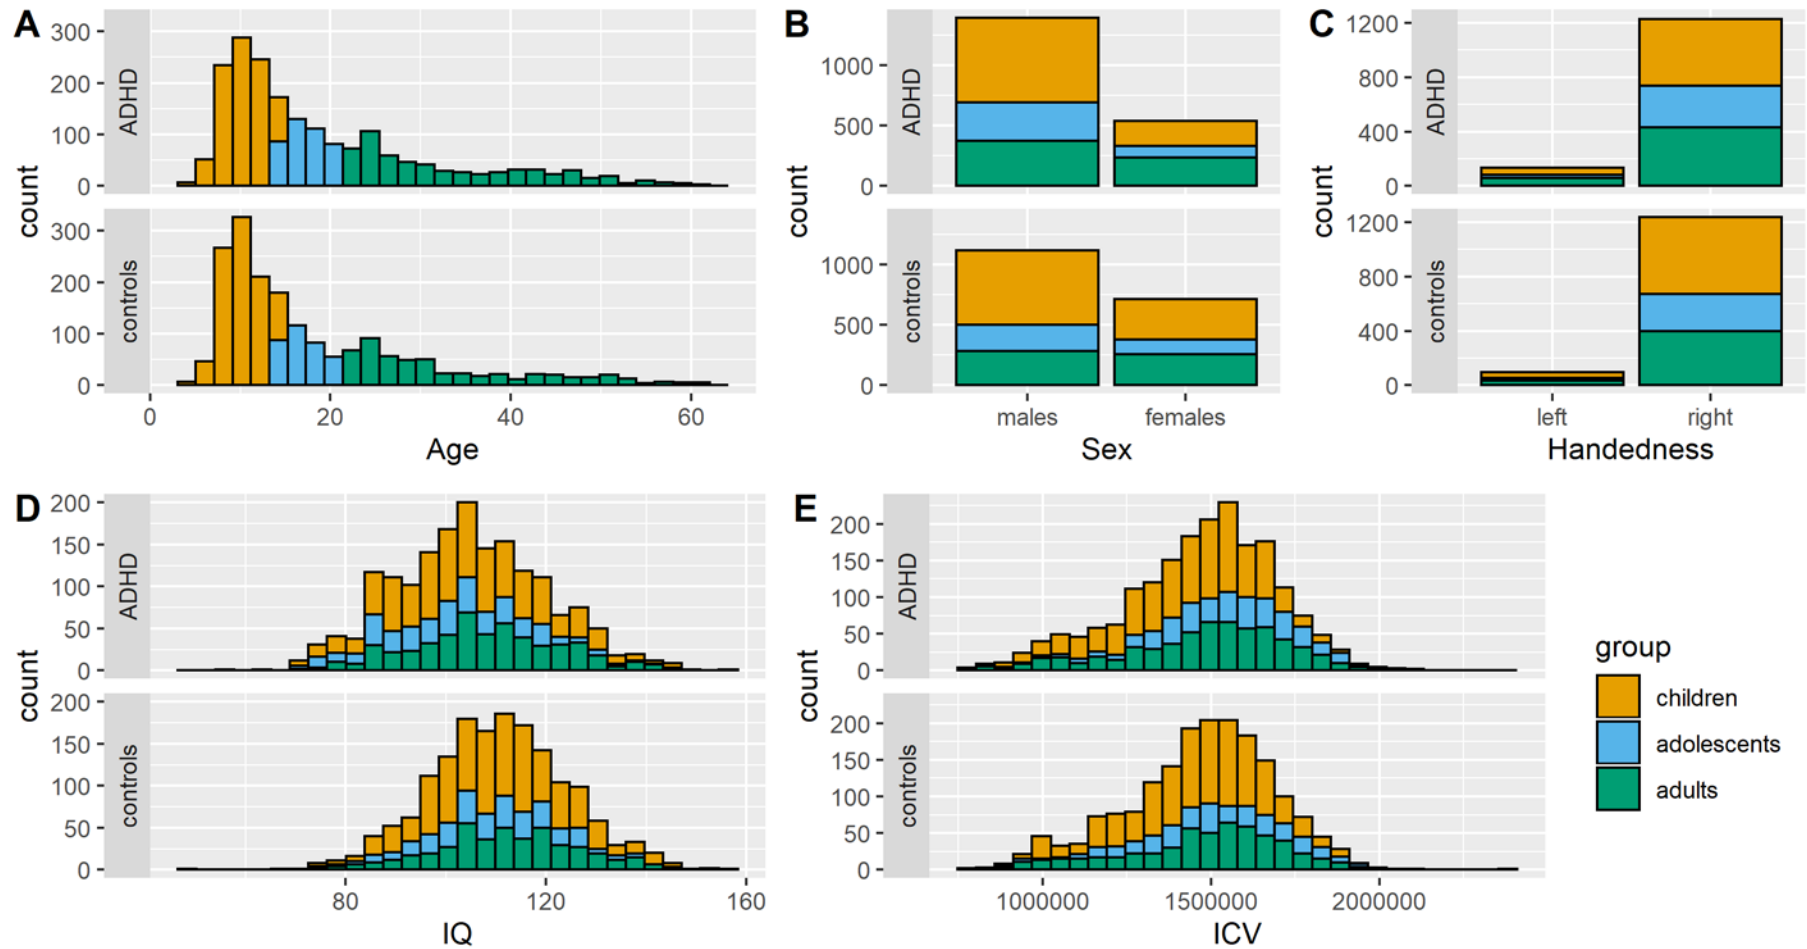 A
300
200
100
0
ADHD
300
200
100
0
controls
count
0 20 40 60
Age
B
1000
500
0
ADHD
1000
500
0
controls
count
males females
Sex
C
1200
800
400
0
ADHD
1200
800
400
0
controls
count
left right
Handedness
D
200
150
100
50
0
ADHD
200
150
100
50
0
controls
count
80 120 160
IQ
E
200
150
100
50
0
ADHD
200
150
100
50
0
controls
count
1000000 1500000 2000000
ICV
group
children
adolescents
adults